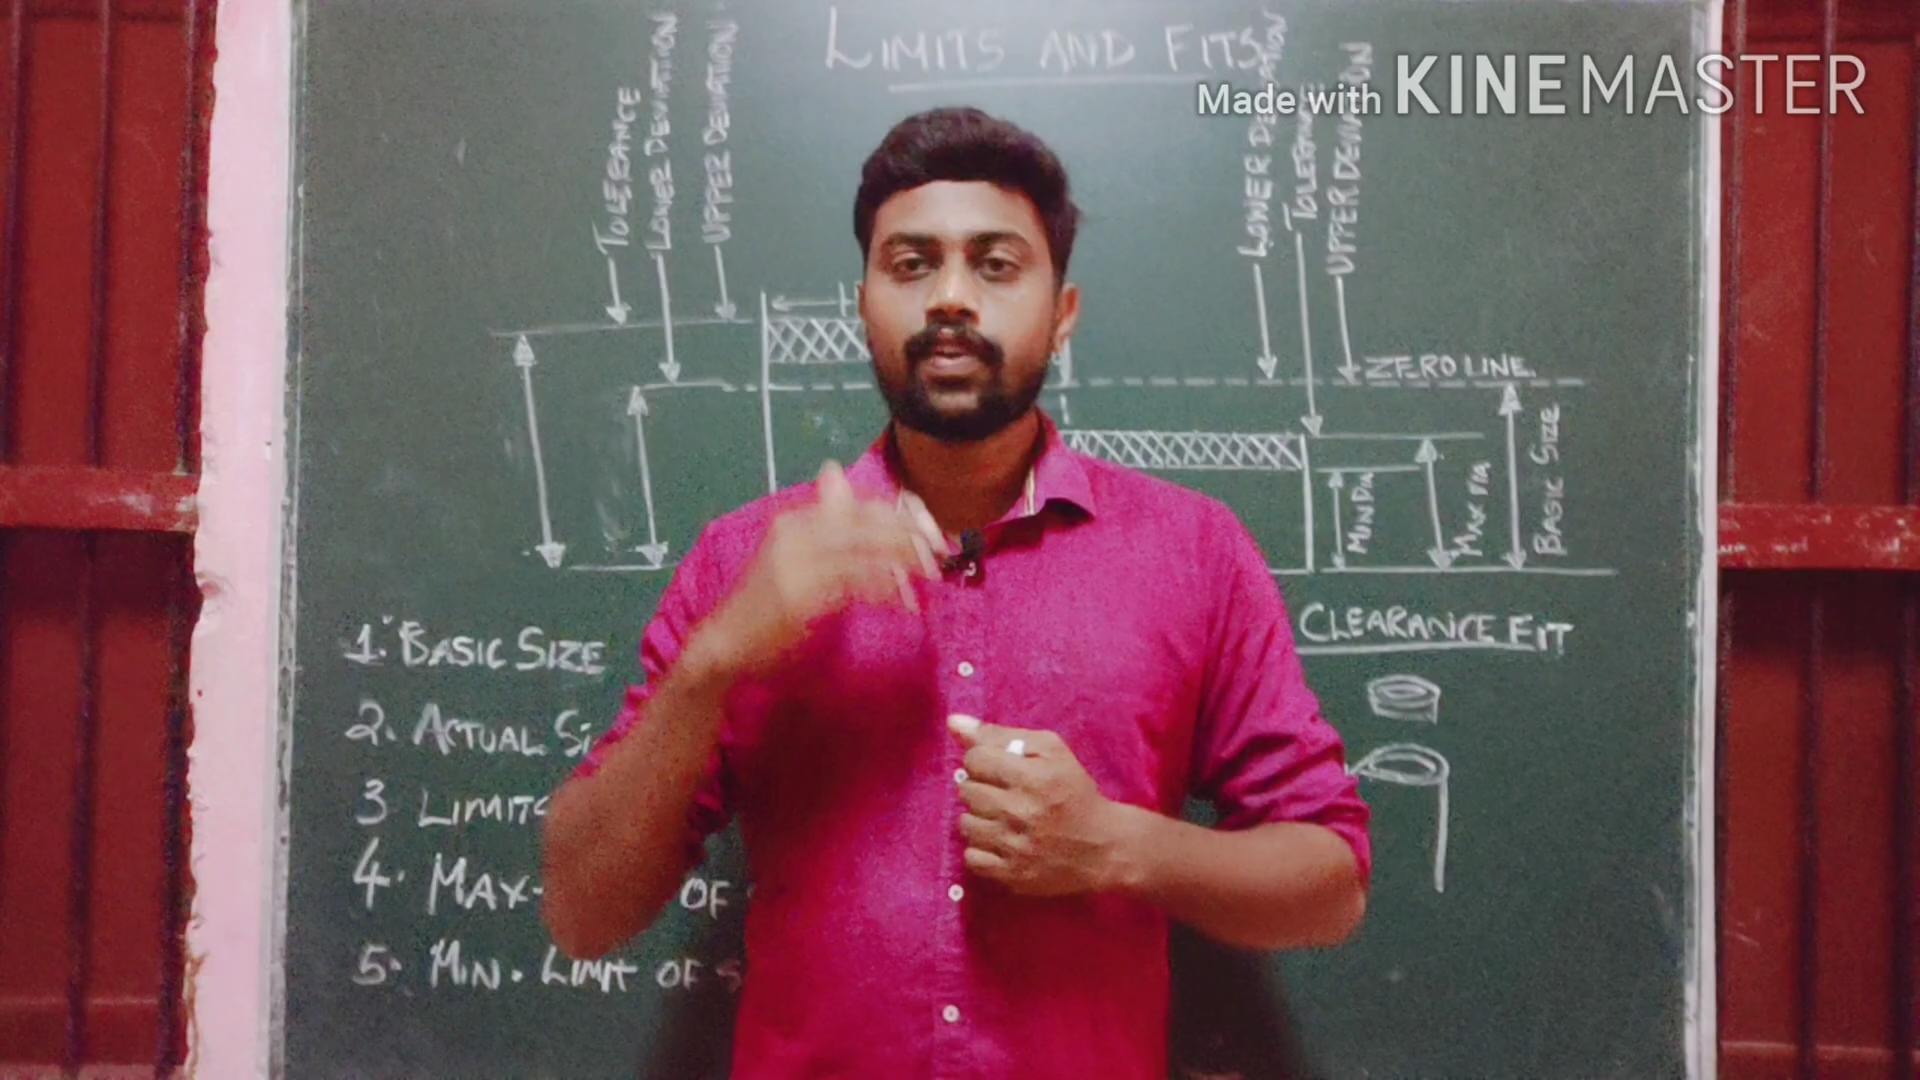 LIMITS AND FITS
Made with KINEMASTER
TOLERANCE
LOWER DEVIATION
UPPER DEVIATION
LOWER DEVIATION
TOLERANCE
UPPER DEVIATION
ZERO LINE
MIN DIA
MAX DIA
BASIC SIZE
CLEARANCE FIT
1. BASIC SIZE
2. ACTUAL
3 LIMITS
4. MAX- OF
5. MIN. LIMIT OF